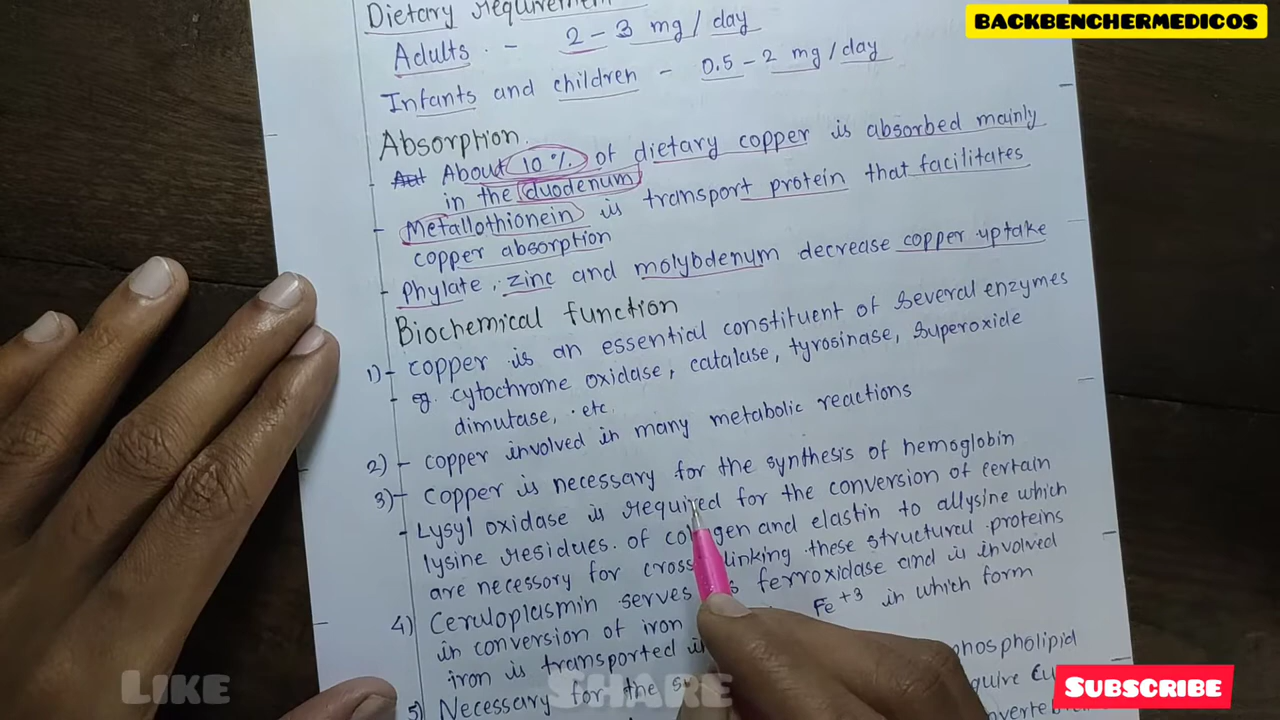 BACKBENCHERMEDICOS
Dietary requirement
Adults - 2 - 3 mg / day
Infants and children - 0.5 - 2 mg / day
Absorption
About 10% of dietary copper is absorbed mainly
in the duodenum
Metallothionein is transport protein that facilitates
copper absorption
Phylate, zinc and molybdenum decrease copper uptake
Biochemical function
1) - copper is an essential constituent of several enzymes
- eg. cytochrome oxidase, catalase, tyrosinase, superoxide
dimutase, etc
2) - copper involved in many metabolic reactions
3) - Copper is necessary for the synthesis of hemoglobin
- Lysyl oxidase is required for the conversion of certain
lysine residues of collagen and elastin to allysine which
are necessory for cross linking these structural proteins
4) Ceruloplasmin serves as ferroxidase and is involved
in conversion of iron Fe+3 in which form
iron is transported in
5) Necessary for the phospholipid
LIKE SHARE SUBSCRIBE